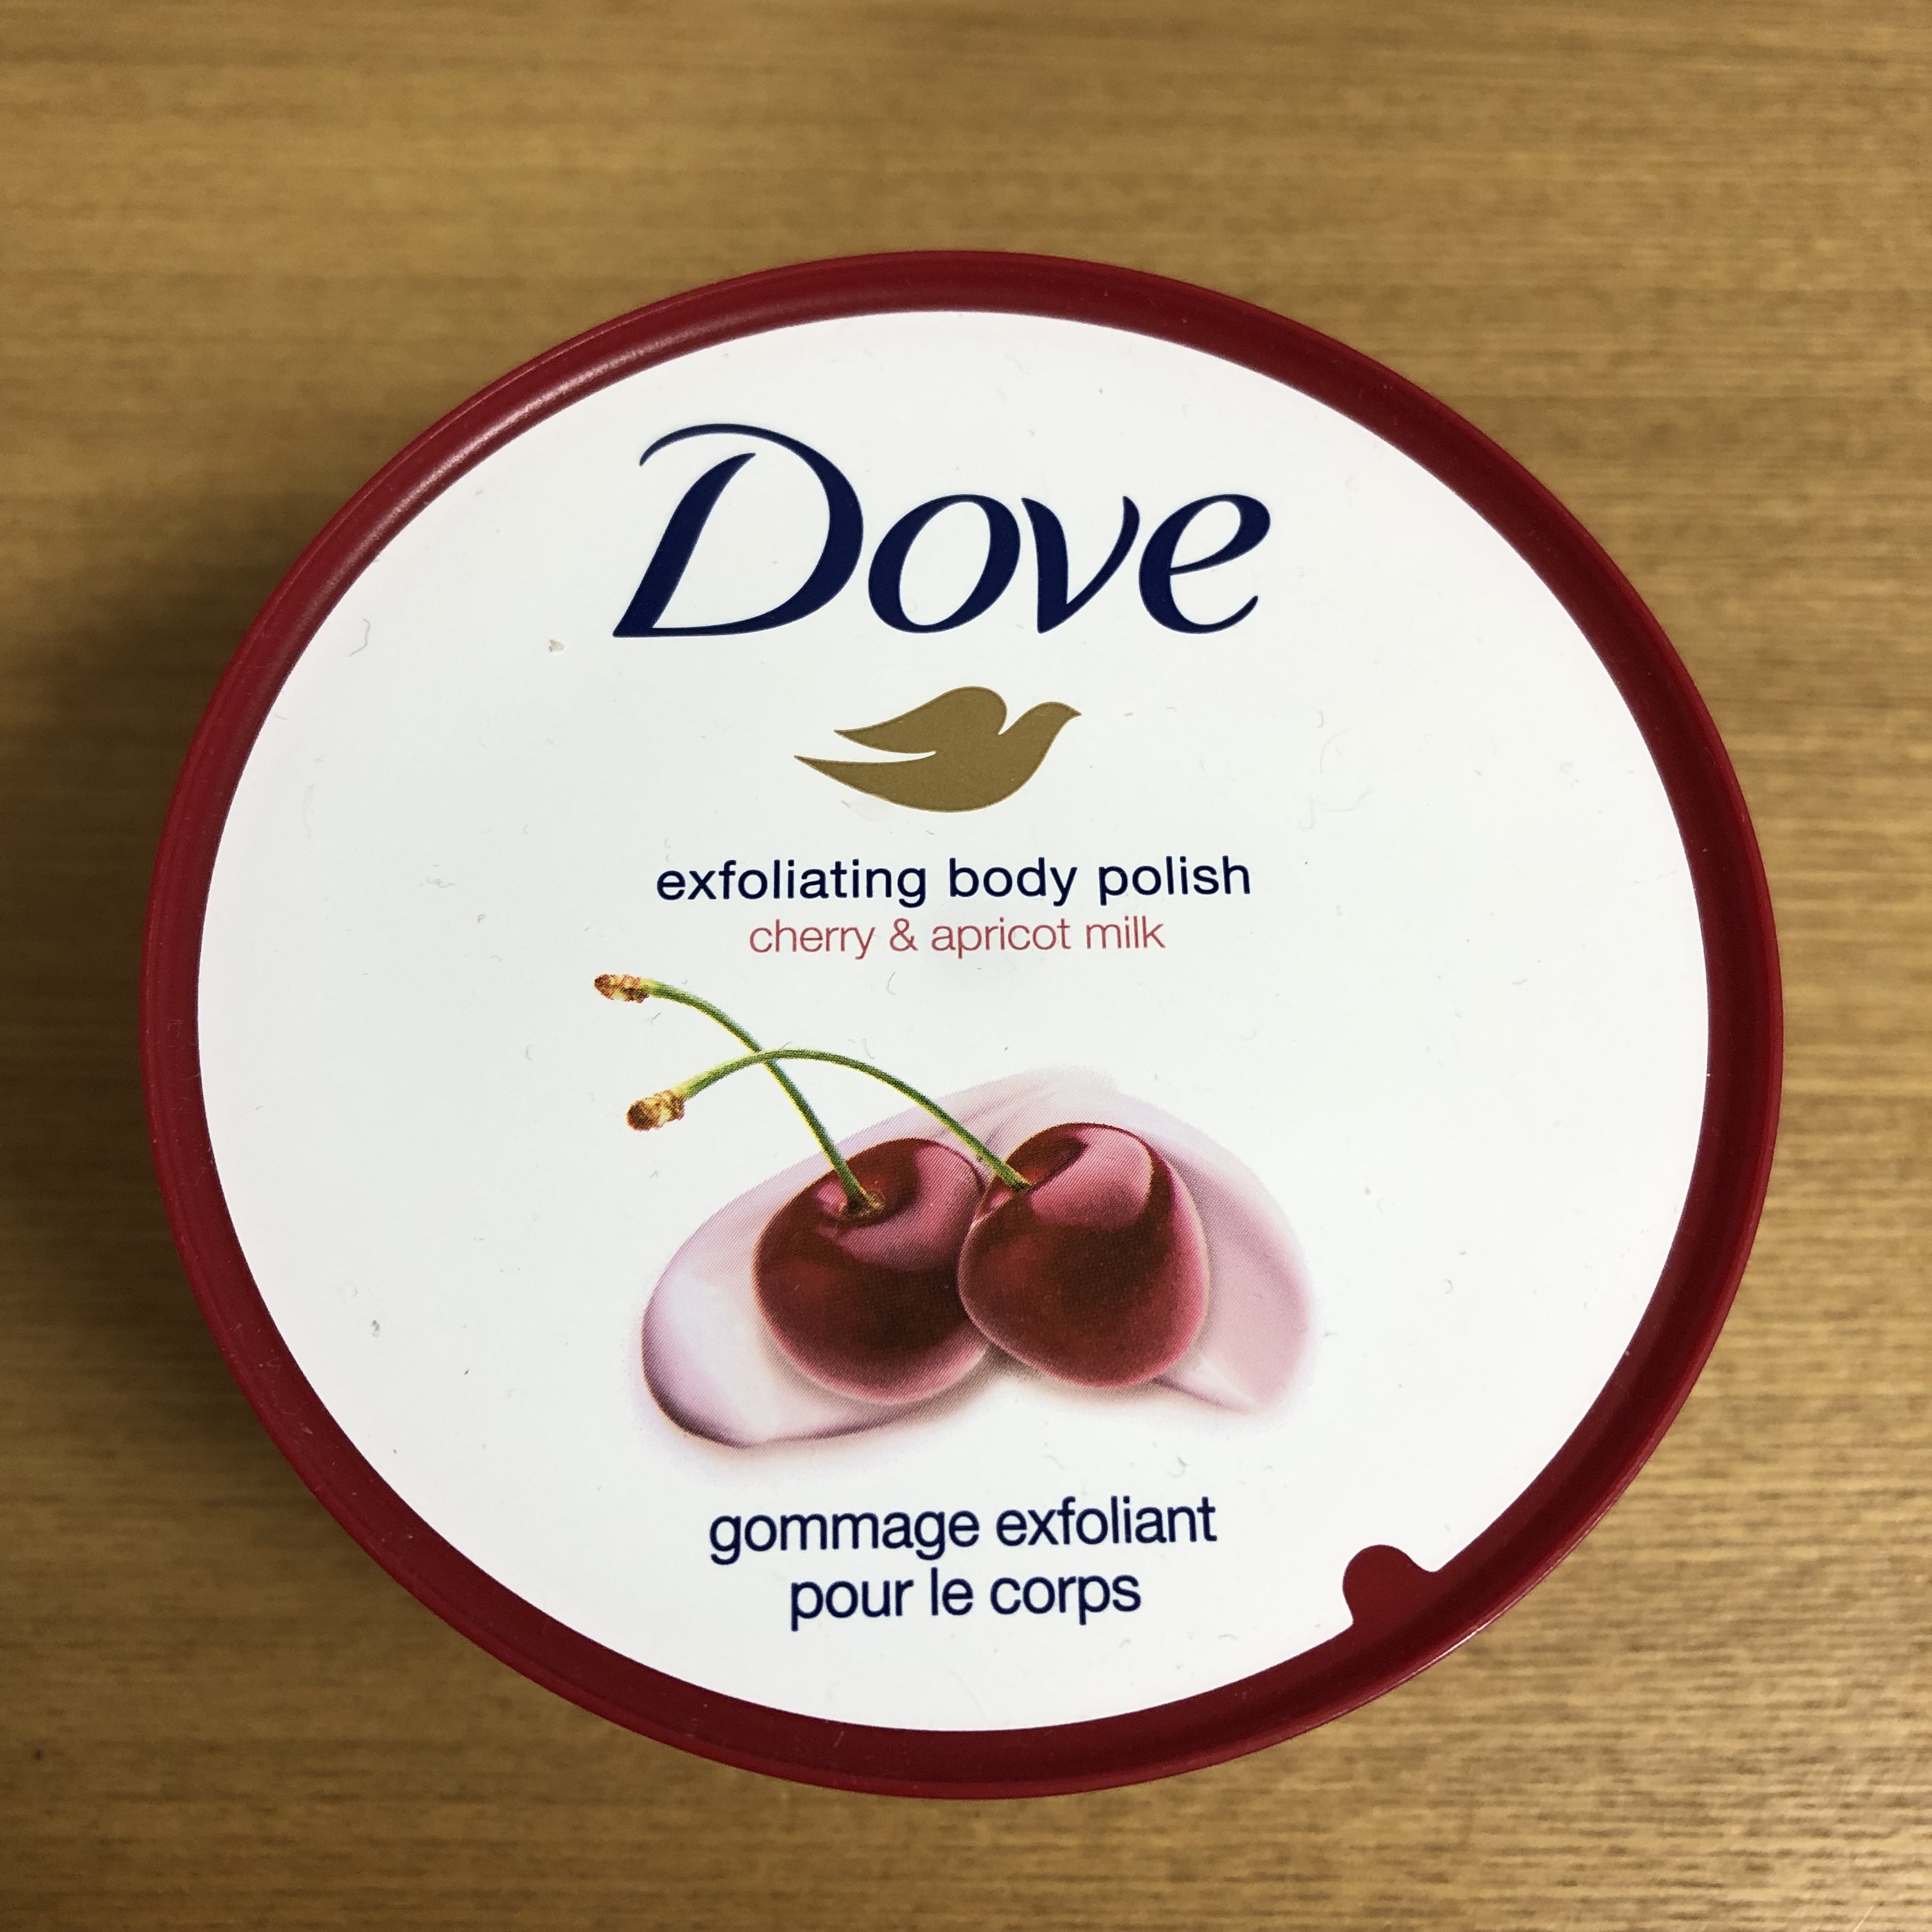 Dove
exfoliating body polish
cherry & apricot milk
gommage exfoliant
pour le corps